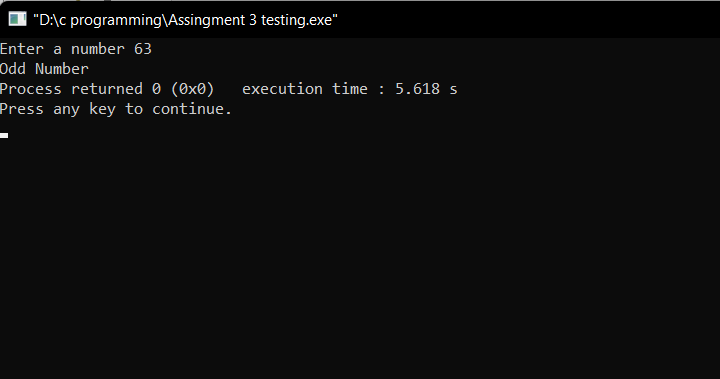 "D:\c programming\Assingment 3 testing.exe"
Enter a number 63
Odd Number
Process returned 0 (0x0)   execution time : 5.618 s
Press any key to continue.